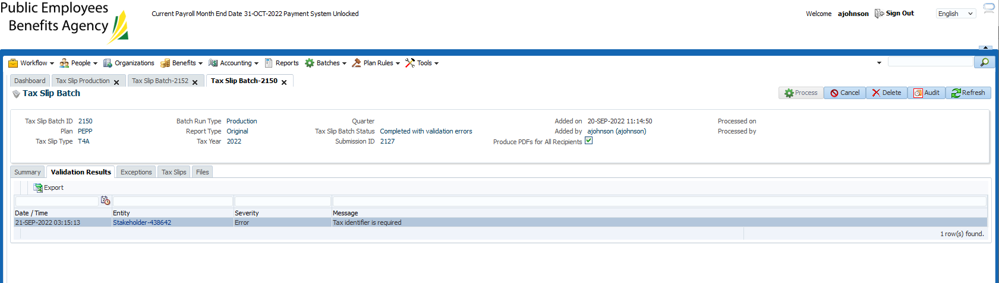 Public Employees
Benefits Agency
Current Payroll Month End Date 31-OCT-2022 Payment System Unlocked
Welcome ajohnson Sign Out English
Workflow People Organizations Benefits Accounting Reports Batches Plan Rules Tools
Dashboard Tax Slip Production Tax Slip Batch-2152 Tax Slip Batch-2150
Tax Slip Batch
Process Cancel Delete Audit Refresh
Tax Slip Batch ID 2150 Batch Run Type Production Quarter Added on 20-SEP-2022 11:14:50 Processed on
Plan PEPP Report Type Original Tax Slip Batch Status Completed with validation errors Added by ajohnson (ajohnson) Processed by
Tax Slip Type T4A Tax Year 2022 Submission ID 2127 Produce PDFs for All Recipients
Summary Validation Results Exceptions Tax Slips Files
Export
Date / Time Entity Severity Message
21-SEP-2022 03:15:13 Stakeholder-438642 Error Tax identifier is required
1 row(s) found.